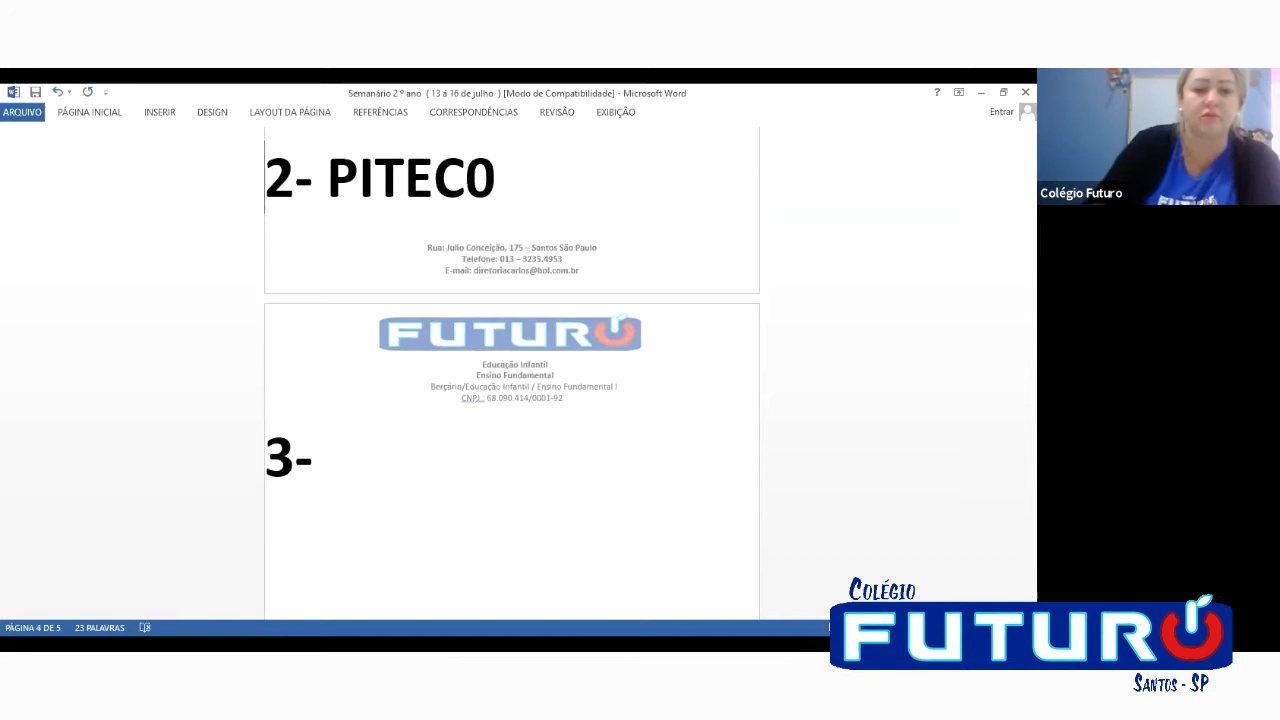 Semanário 2 º ano ( 13 á 16 de julho ) [Modo de Compatibilidade] - Microsoft Word
?
ARQUIVO PÁGINA INICIAL INSERIR DESIGN LAYOUT DA PÁGINA REFERÊNCIAS CORRESPONDÊNCIAS REVISÃO EXIBIÇÃO Entrar
2- PITEC0
Rua: Julio Conceição, 175 – Santos São Paulo
Telefone: 013 – 3235.4953
E-mail: diretoriacarlos@bol.com.br
FUTURO
Educação Infantil
Ensino Fundamental
Berçário/Educação Infantil / Ensino Fundamental I
CNPJ.: 68.090.414/0001-92
3-
PÁGINA 4 DE 5 23 PALAVRAS
Colégio Futuro
COLÉGIO
FUTURO
SANTOS - SP